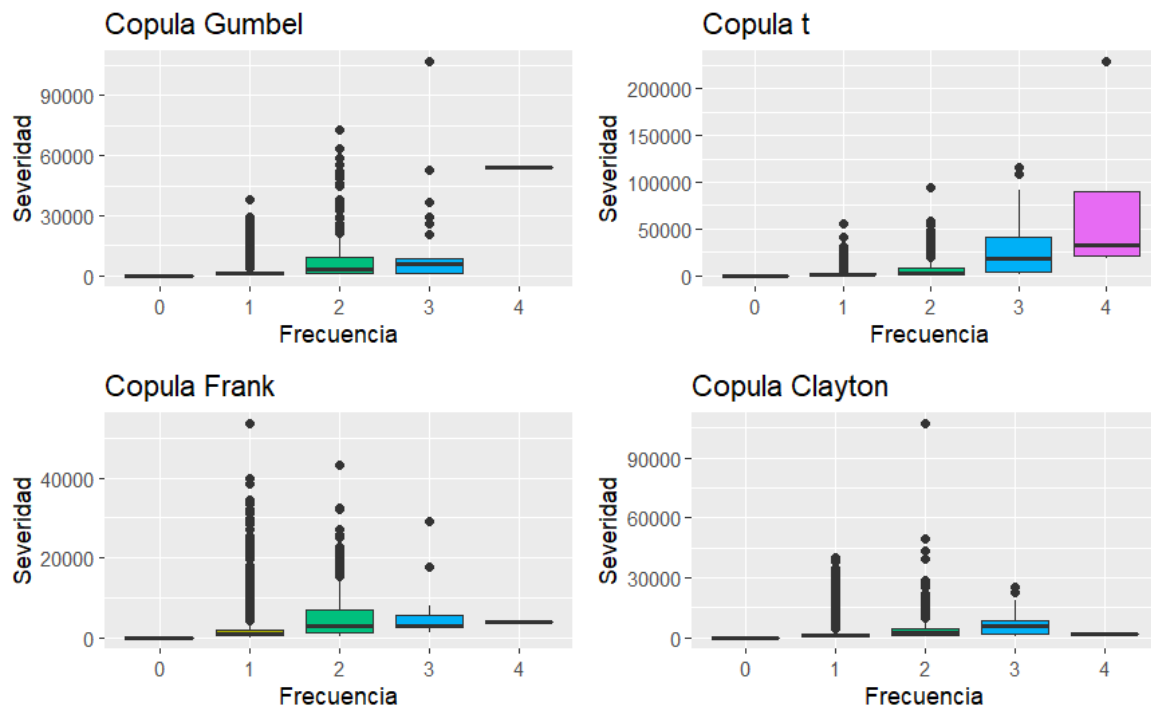 Copula Gumbel
Severidad
90000
60000
30000
0
0 1 2 3 4
Frecuencia
Copula t
Severidad
200000
150000
100000
50000
0
0 1 2 3 4
Frecuencia
Copula Frank
Severidad
40000
20000
0
0 1 2 3 4
Frecuencia
Copula Clayton
Severidad
90000
60000
30000
0
0 1 2 3 4
Frecuencia